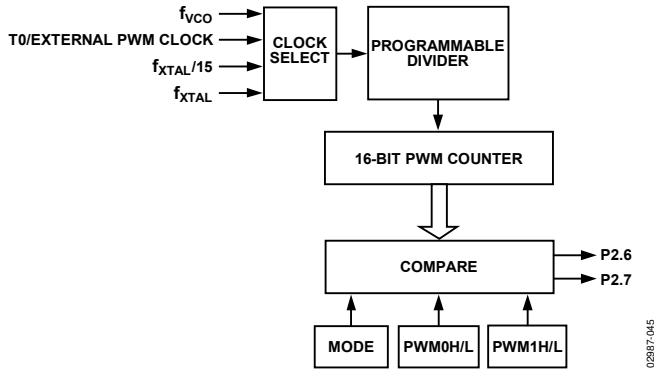 fVCO
T0/EXTERNAL PWM CLOCK
fXTAL/15
fXTAL
CLOCK
SELECT
PROGRAMMABLE
DIVIDER
16-BIT PWM COUNTER
COMPARE
P2.6
P2.7
MODE
PWM0H/L
PWM1H/L
02987-045